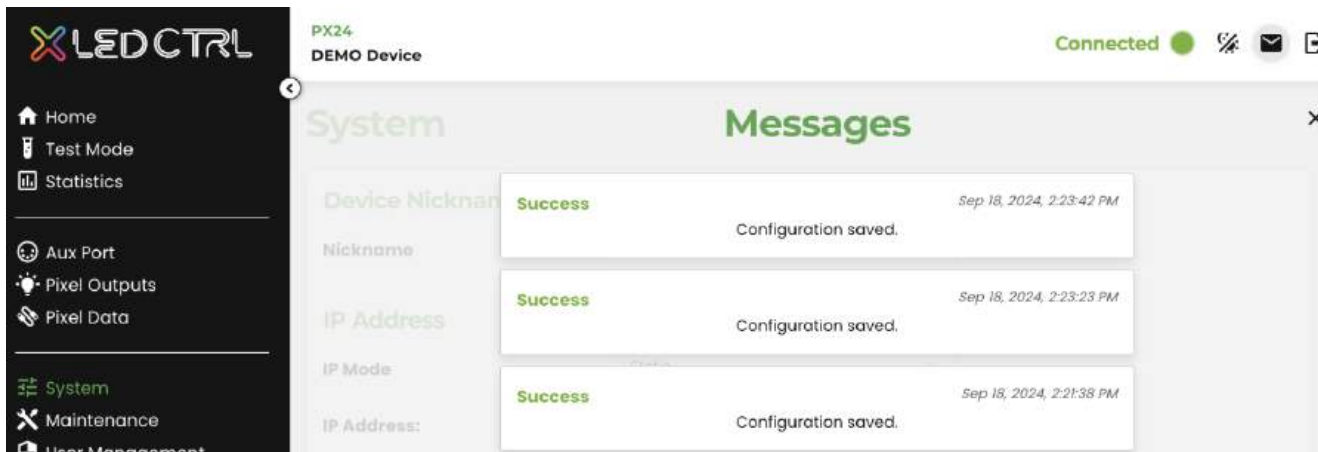 XLEDCTRL
PX24
DEMO Device
Connected
Home
Test Mode
Statistics
Aux Port
Pixel Outputs
Pixel Data
System
Maintenance
User Management
System
Messages
Device Nicknam
Nickname
IP Address
IP Mode
IP Address:
Success
Sep 18, 2024, 2:23:42 PM
Configuration saved.
Success
Sep 18, 2024, 2:23:23 PM
Configuration saved.
Success
Sep 18, 2024, 2:21:38 PM
Configuration saved.